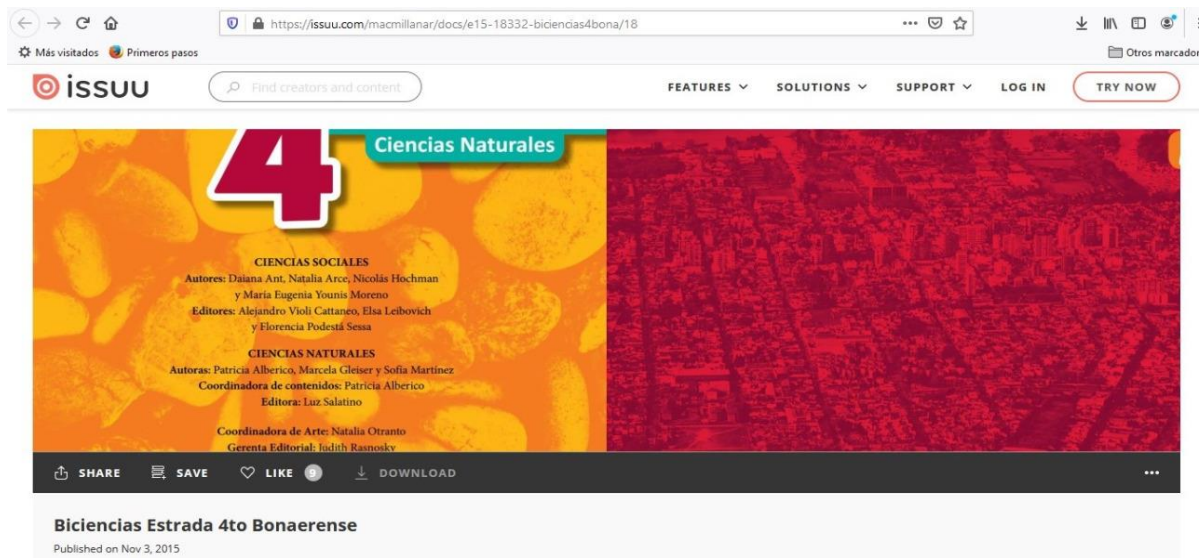 https://issuu.com/macmillanar/docs/e15-18332-biciencias4bona/18
Más visitados Primeros pasos
Otros marcador
issuu
Find creators and content
FEATURES SOLUTIONS SUPPORT LOG IN TRY NOW
4
Ciencias Naturales
CIENCIAS SOCIALES
Autores: Daiana Ant, Natalia Arce, Nicolás Hochman
y María Eugenia Younis Moreno
Editores: Alejandro Violi Cattaneo, Elsa Leibovich
y Florencia Podestá Sessa
CIENCIAS NATURALES
Autoras: Patricia Alberico, Marcela Gleiser y Sofía Martínez
Coordinadora de contenidos: Patricia Alberico
Editora: Luz Salatino
Coordinadora de Arte: Natalia Otranto
Gerenta Editorial: Judith Rasnosky
SHARE SAVE LIKE 9 DOWNLOAD
Biciencias Estrada 4to Bonaerense
Published on Nov 3, 2015